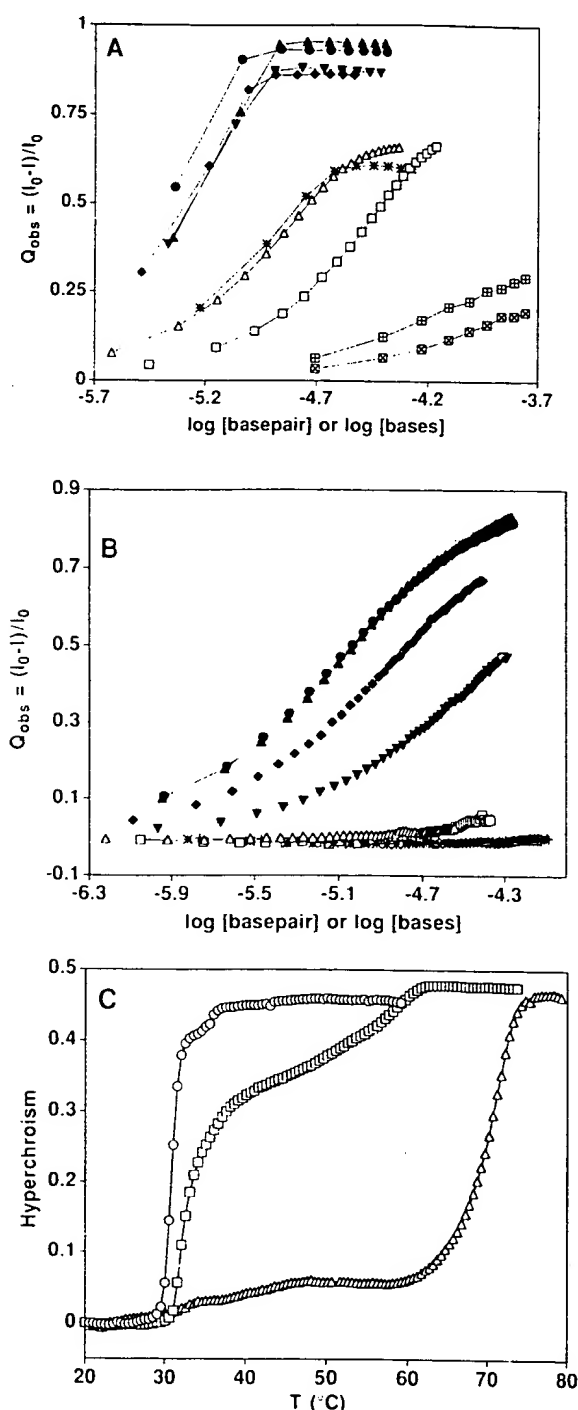 A
1
0.75
0.5
0.25
0
Q_obs = (I_0-I)/I_0
-5.7 -5.2 -4.7 -4.2 -3.7
log [basepair] or log [bases]
B
0.9
0.7
0.5
0.3
0.1
-0.1
Q_obs = (I_0-I)/I_0
-6.3 -5.9 -5.5 -5.1 -4.7 -4.3
log [basepair] or log [bases]
C
0.5
0.4
0.3
0.2
0.1
0
Hyperchroism
20 30 40 50 60 70 80
T (°C)